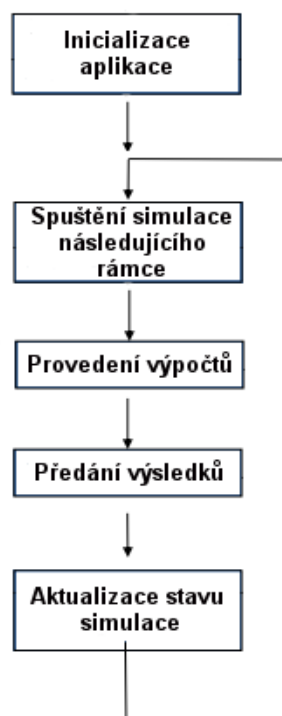 Inicializace
aplikace
Spuštění simulace
následujícího
rámce
Provedení výpočtů
Předání výsledků
Aktualizace stavu
simulace